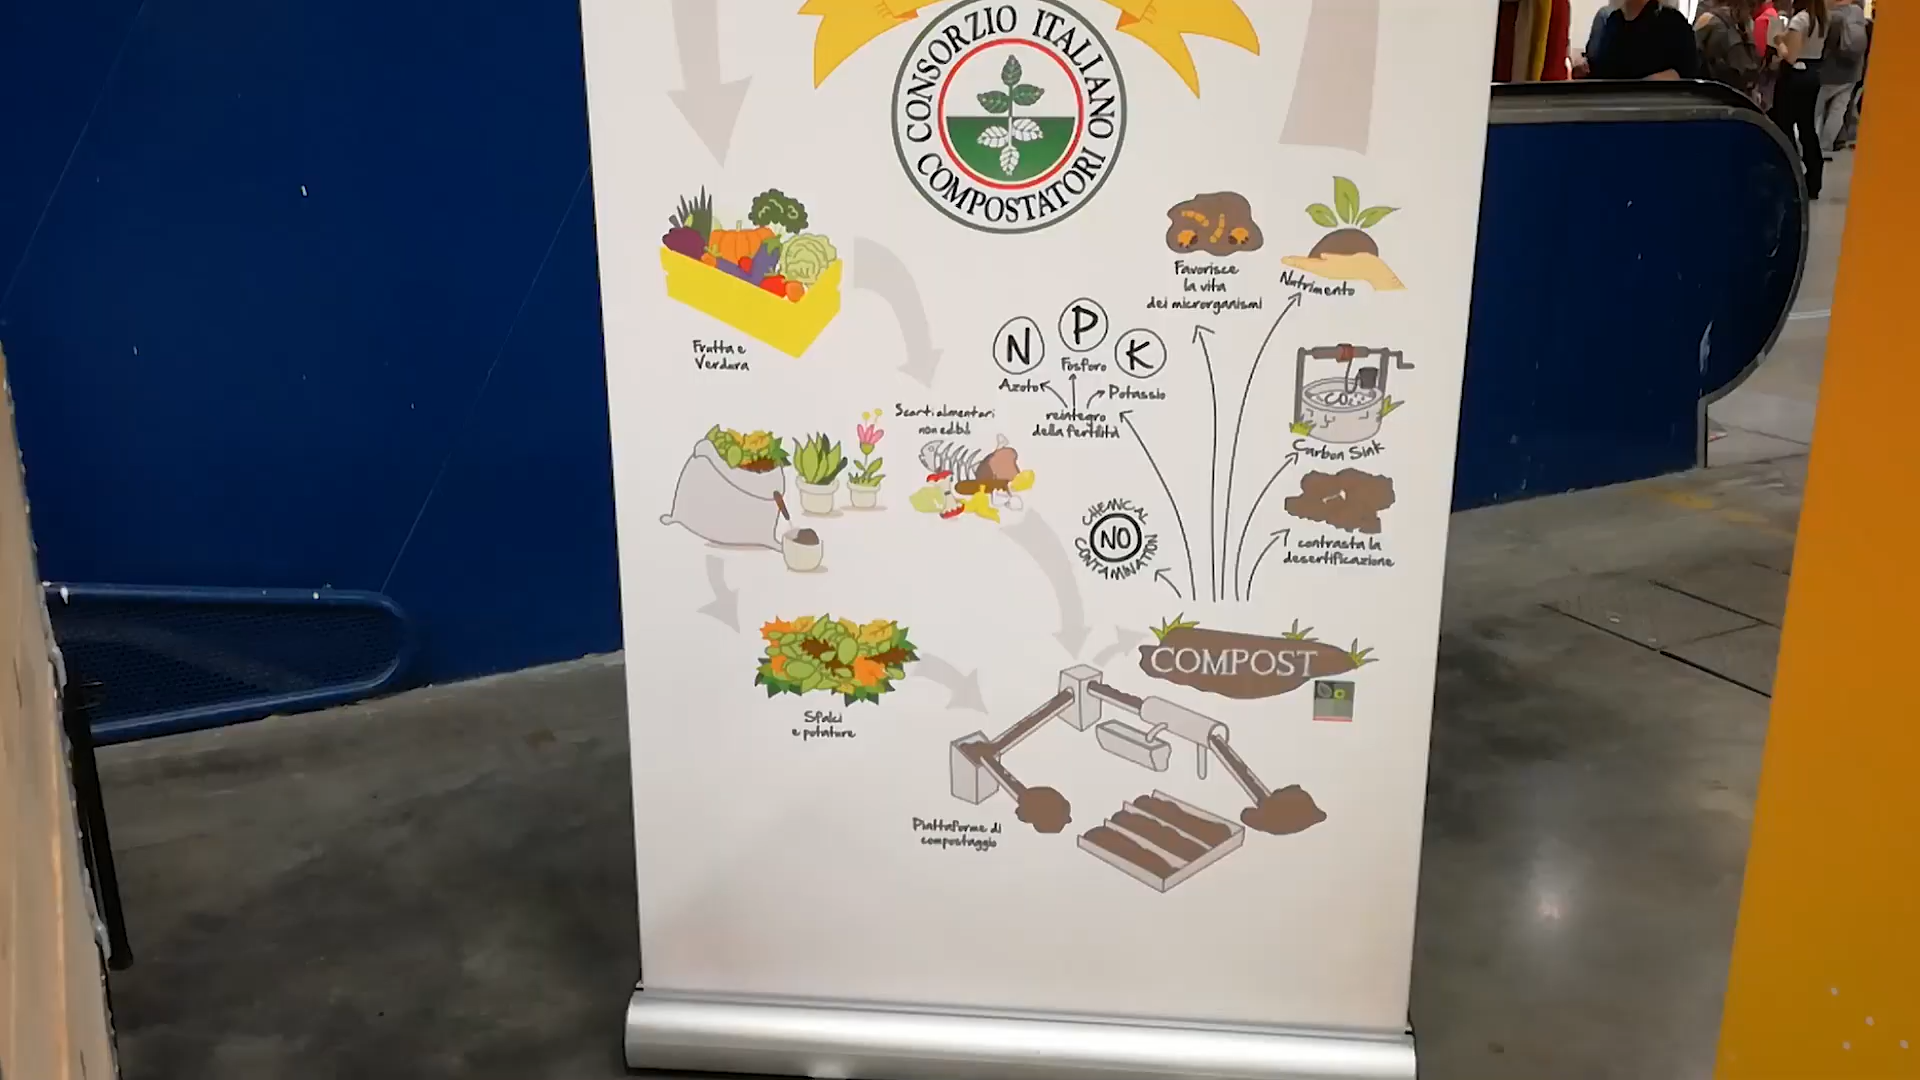 CONSORZIO ITALIANO
COMPOSTATORI
Frutta e
Verdura
Scarti alimentari
non edibili
N
P
K
Azoto
Fosforo
Potassio
reintegro
della fertilità
Favorisce
la vita
dei microrganismi
Nutrimento
CO₂
Carbon Sink
contrasta la
desertificazione
CHEMICAL
NO
CONTAMINATION
COMPOST
Sfalci
e potature
Piattaforme di
compostaggio